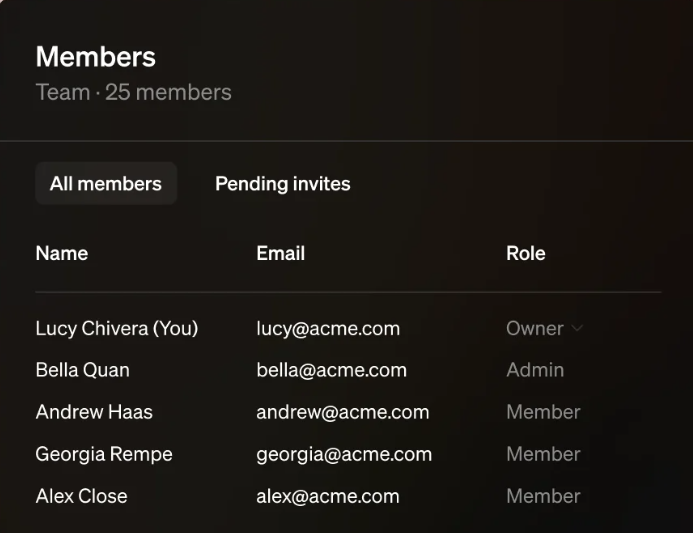 Members
Team · 25 members
All members Pending invites
Name Email Role
Lucy Chivera (You) lucy@acme.com Owner
Bella Quan bella@acme.com Admin
Andrew Haas andrew@acme.com Member
Georgia Rempe georgia@acme.com Member
Alex Close alex@acme.com Member